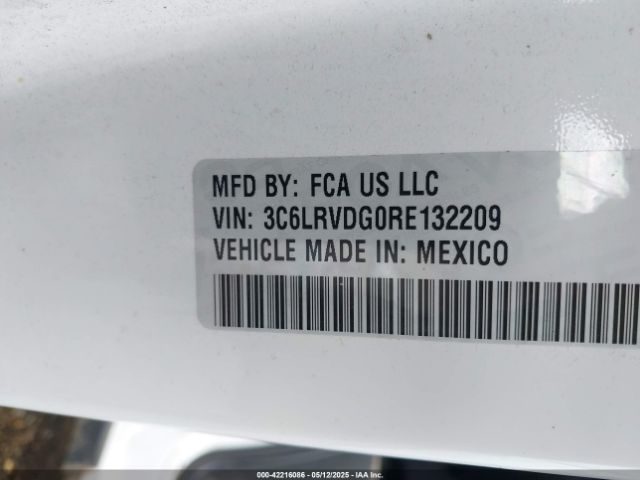 MFD BY: FCA US LLC
VIN: 3C6LRVDG0RE132209
VEHICLE MADE IN: MEXICO
000-42216086 - 05/12/2025 - IAA Inc.